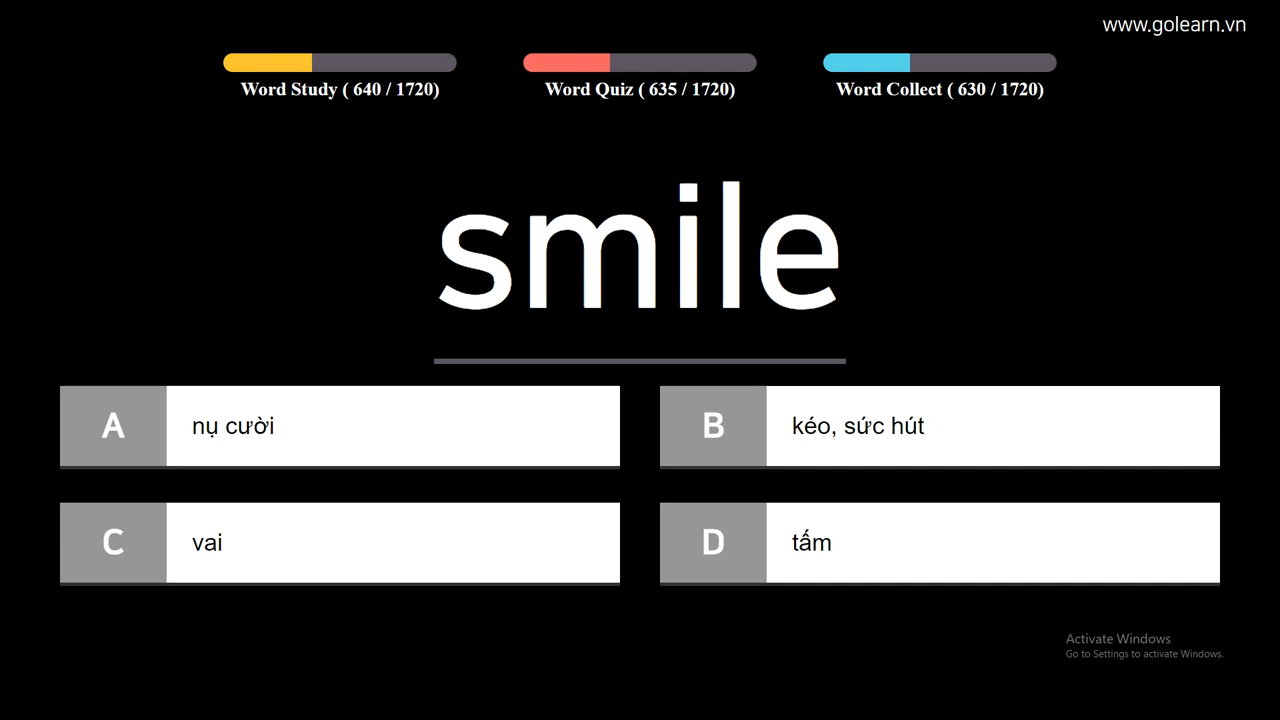 www.golearn.vn
Word Study ( 640 / 1720)
Word Quiz ( 635 / 1720)
Word Collect ( 630 / 1720)
smile
A nụ cười
B kéo, sức hút
C vai
D tấm
Activate Windows
Go to Settings to activate Windows.